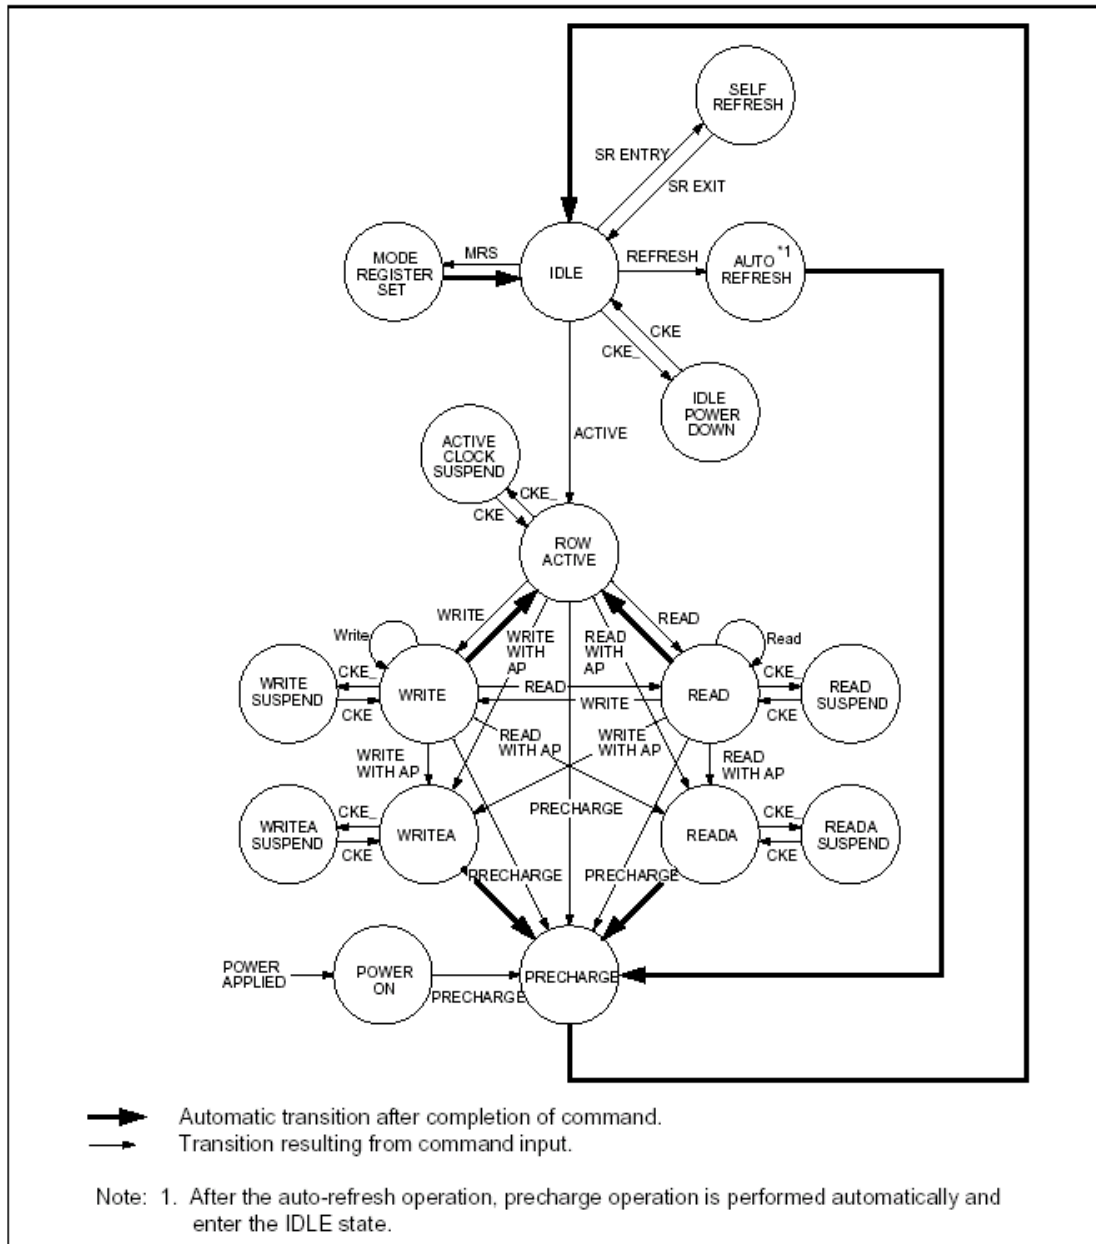 SELF
REFRESH
SR ENTRY
SR EXIT
MODE
REGISTER
SET
MRS
IDLE
REFRESH
AUTO *1
REFRESH
CKE
CKE_
IDLE
POWER
DOWN
ACTIVE
ACTIVE
CLOCK
SUSPEND
CKE_
CKE
ROW
ACTIVE
WRITE
WRITE
WITH
AP
READ
WITH
AP
READ
Write
Read
WRITE
SUSPEND
CKE_
CKE
WRITE
READ
WRITE
READ
CKE_
CKE
READ
SUSPEND
WRITE
WITH AP
READ
WITH AP
WRITE
WITH AP
READ
WITH AP
WRITEA
SUSPEND
CKE_
CKE
WRITEA
PRECHARGE
READA
CKE_
CKE
READA
SUSPEND
PRECHARGE
PRECHARGE
POWER
APPLIED
POWER
ON
PRECHARGE
PRECHARGE
Automatic transition after completion of command.
Transition resulting from command input.
Note: 1. After the auto-refresh operation, precharge operation is performed automatically and
enter the IDLE state.